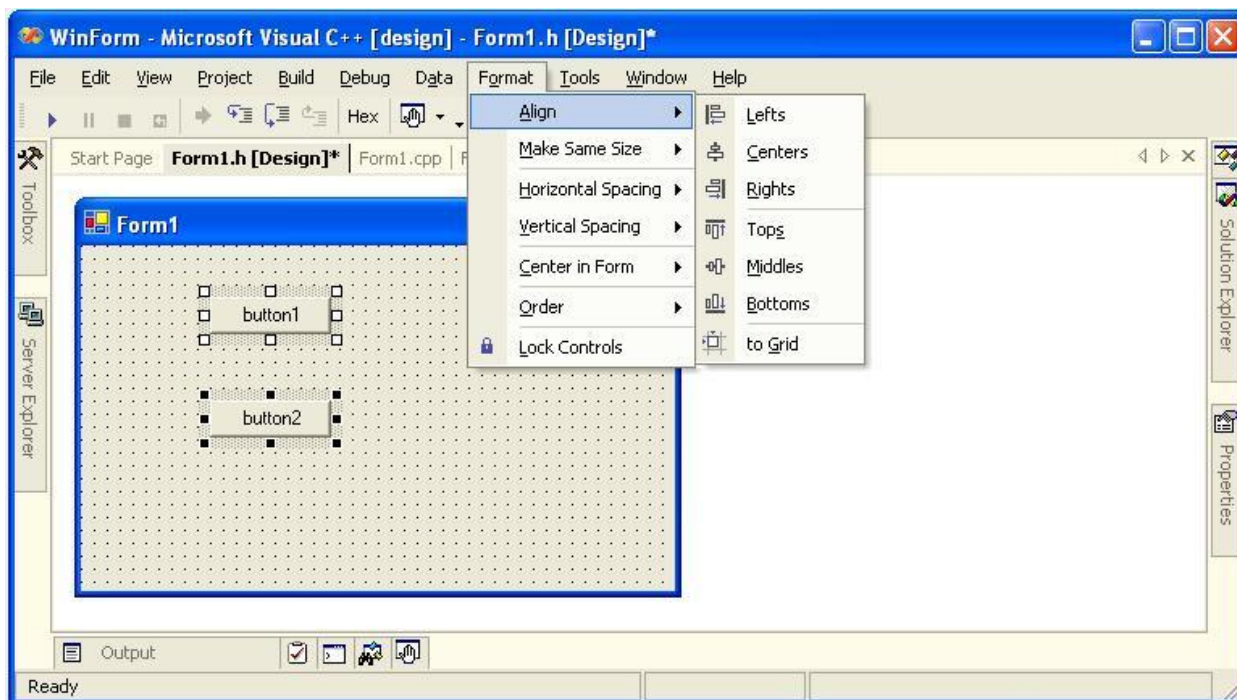 WinForm - Microsoft Visual C++ [design] - Form1.h [Design]*
File Edit View Project Build Debug Data Format Tools Window Help
Hex
Start Page Form1.h [Design]* Form1.cpp
Toolbox
Server Explorer
Form1
button1
button2
Align
Make Same Size
Horizontal Spacing
Vertical Spacing
Center in Form
Order
Lock Controls
Lefts
Centers
Rights
Tops
Middles
Bottoms
to Grid
Solution Explorer
Properties
Output
Ready